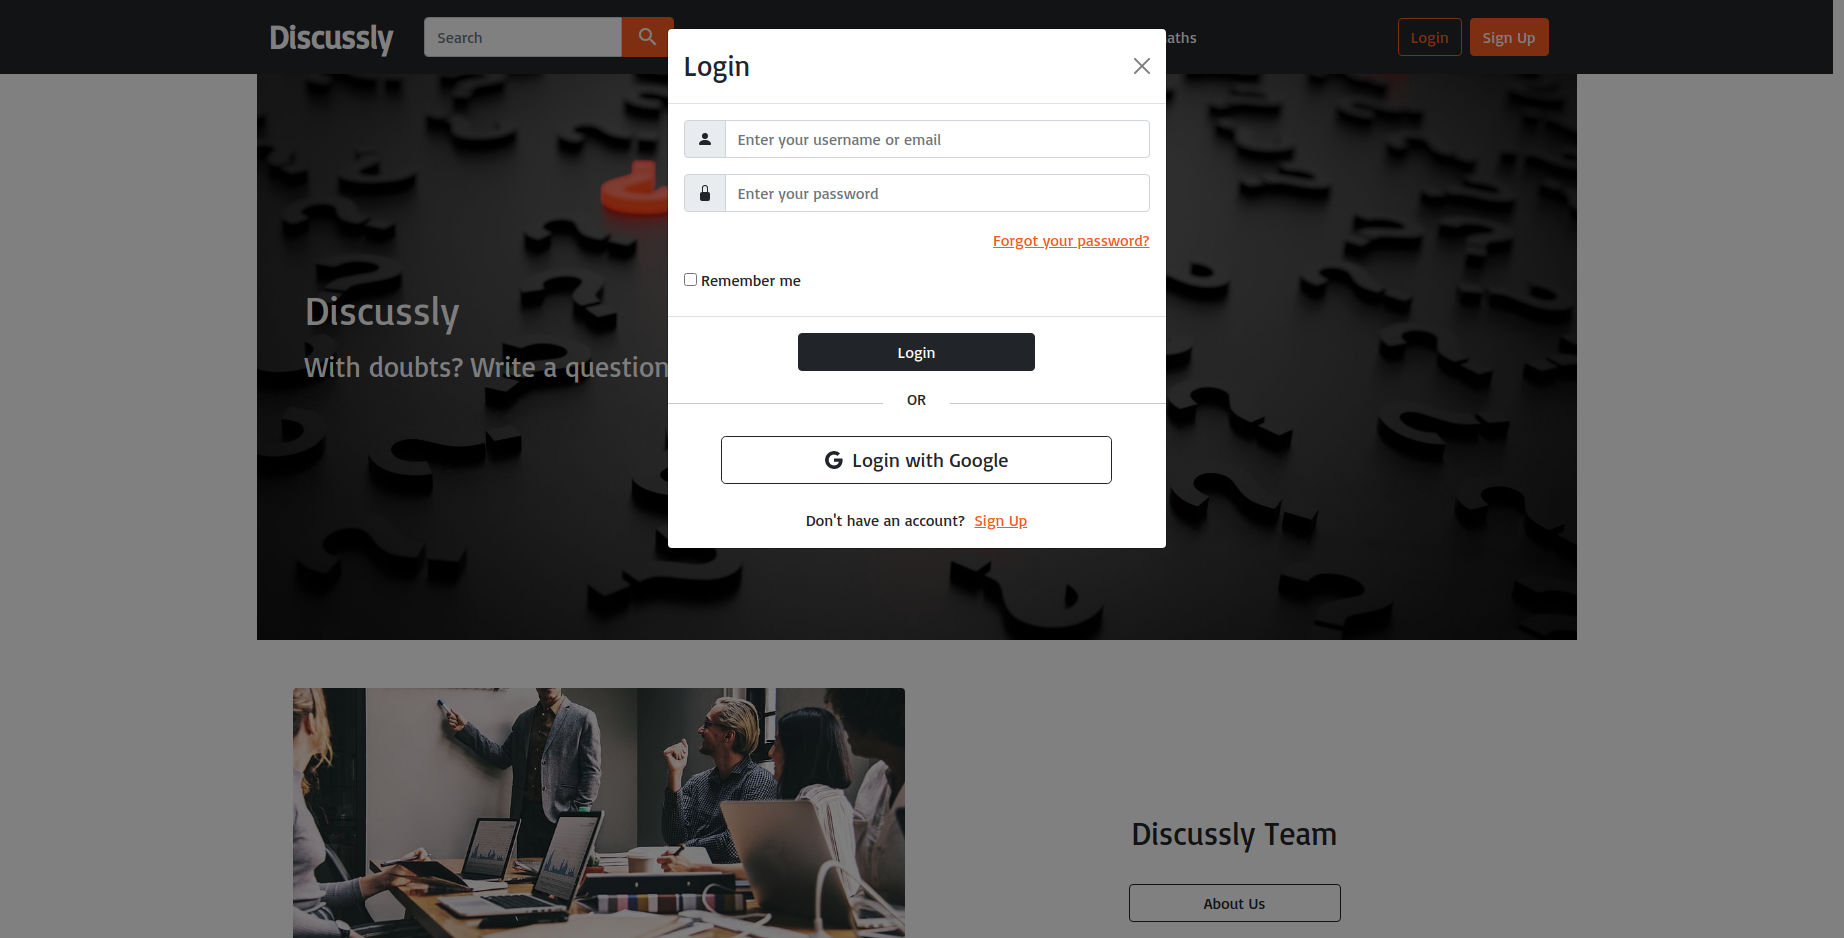 Discussly
Search
aths
Login
Sign Up
Login
Enter your username or email
Enter your password
Forgot your password?
Remember me
Login
OR
Login with Google
Don't have an account? Sign Up
Discussly
With doubts? Write a question
Discussly Team
About Us